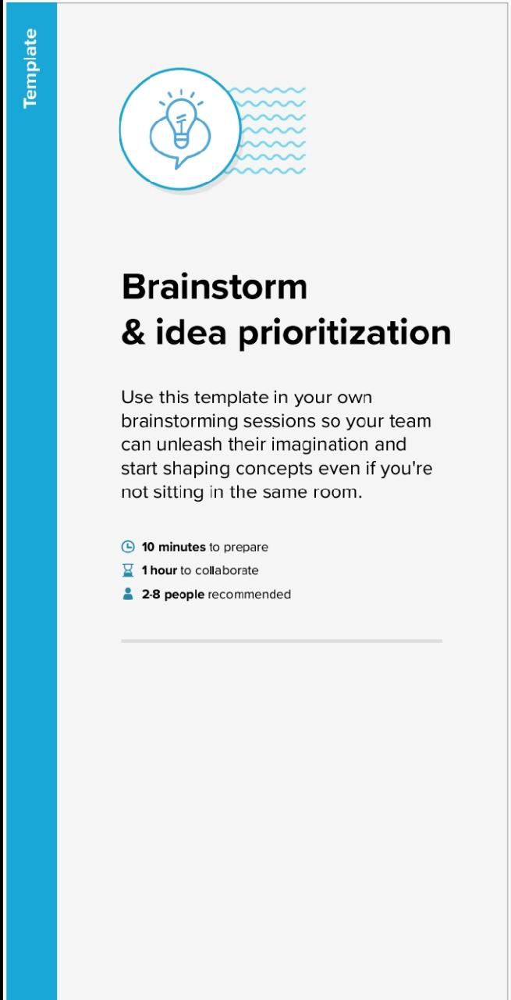 Template
Brainstorm
& idea prioritization
Use this template in your own
brainstorming sessions so your team
can unleash their imagination and
start shaping concepts even if you're
not sitting in the same room.
10 minutes to prepare
1 hour to collaborate
2-8 people recommended